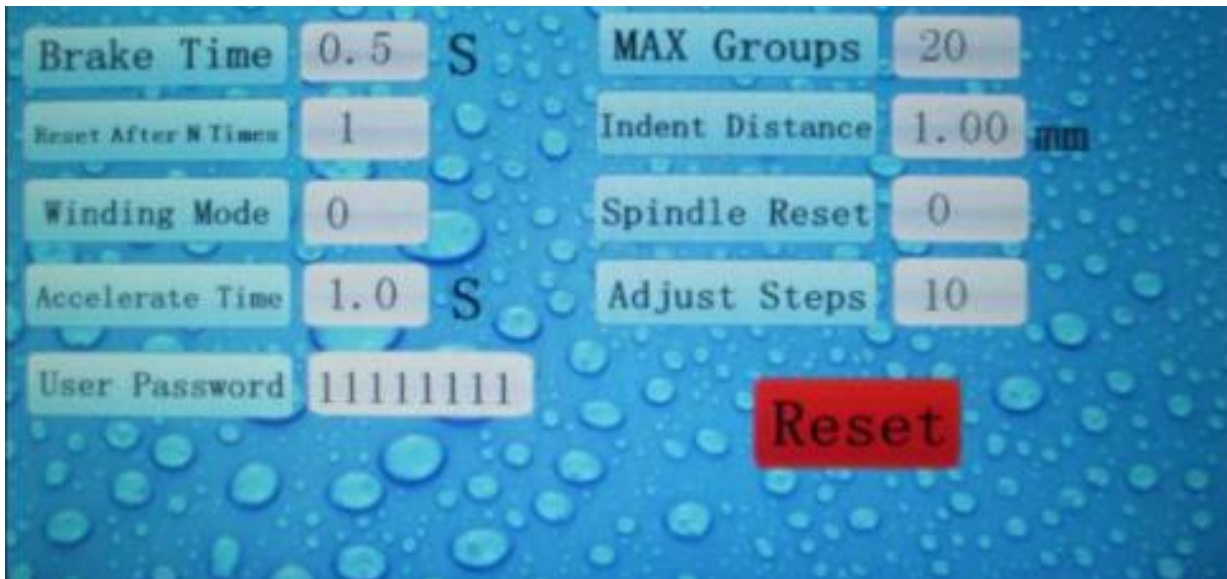 Brake Time 0.5 S
MAX Groups 20
Reset After N Times 1
Indent Distance 1.00 mm
Winding Mode 0
Spindle Reset 0
Accelerate Time 1.0 S
Adjust Steps 10
User Password 11111111
Reset